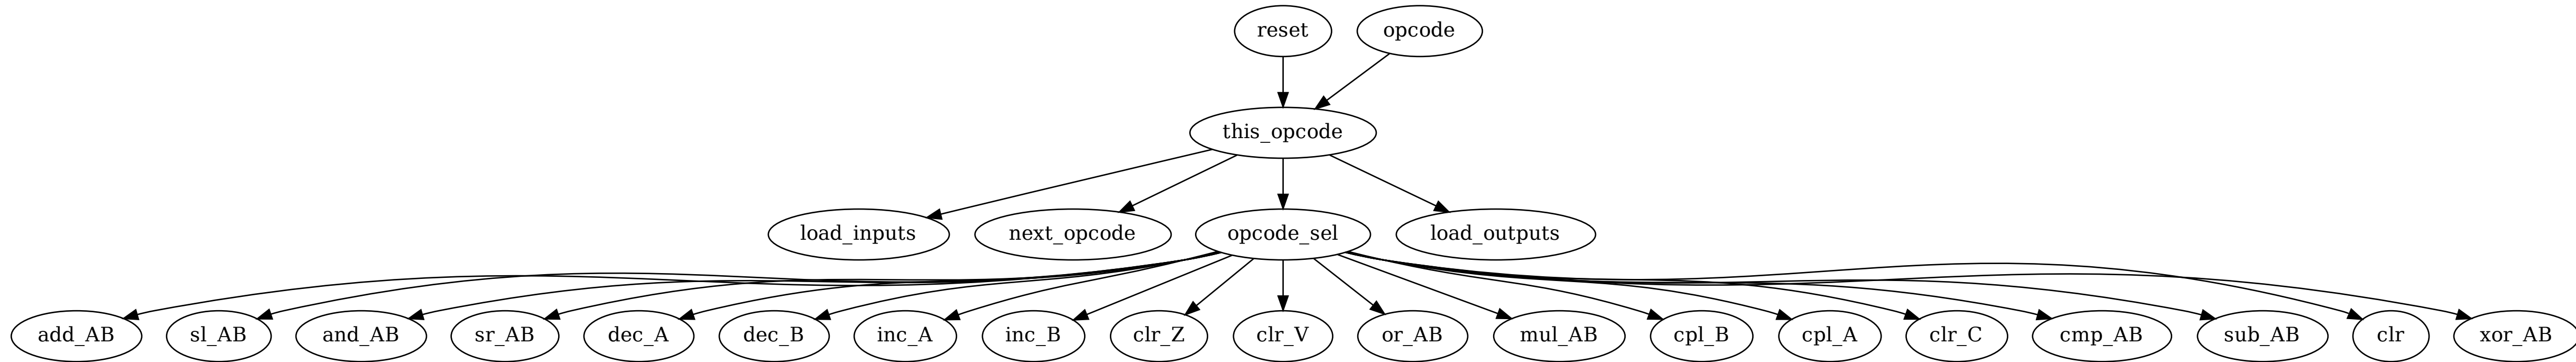 reset
opcode
this_opcode
load_inputs
next_opcode
opcode_sel
load_outputs
add_AB
sl_AB
and_AB
sr_AB
dec_A
dec_B
inc_A
inc_B
clr_Z
clr_V
or_AB
mul_AB
cpl_B
cpl_A
clr_C
cmp_AB
sub_AB
clr
xor_AB